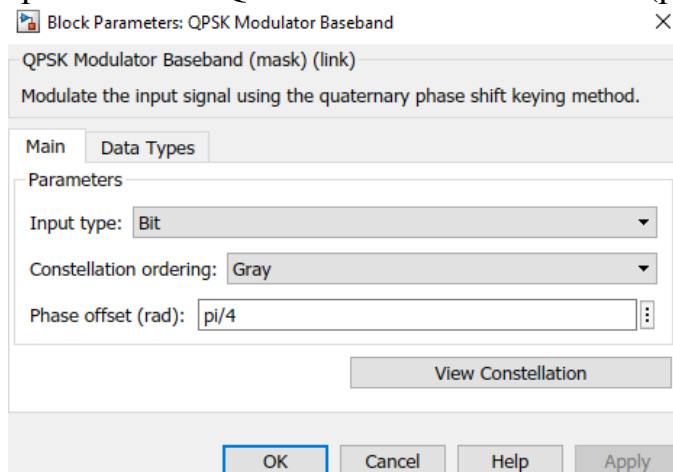 Block Parameters: QPSK Modulator Baseband
QPSK Modulator Baseband (mask) (link)
Modulate the input signal using the quaternary phase shift keying method.
Main Data Types
Parameters
Input type: Bit
Constellation ordering: Gray
Phase offset (rad): pi/4
View Constellation
OK Cancel Help Apply